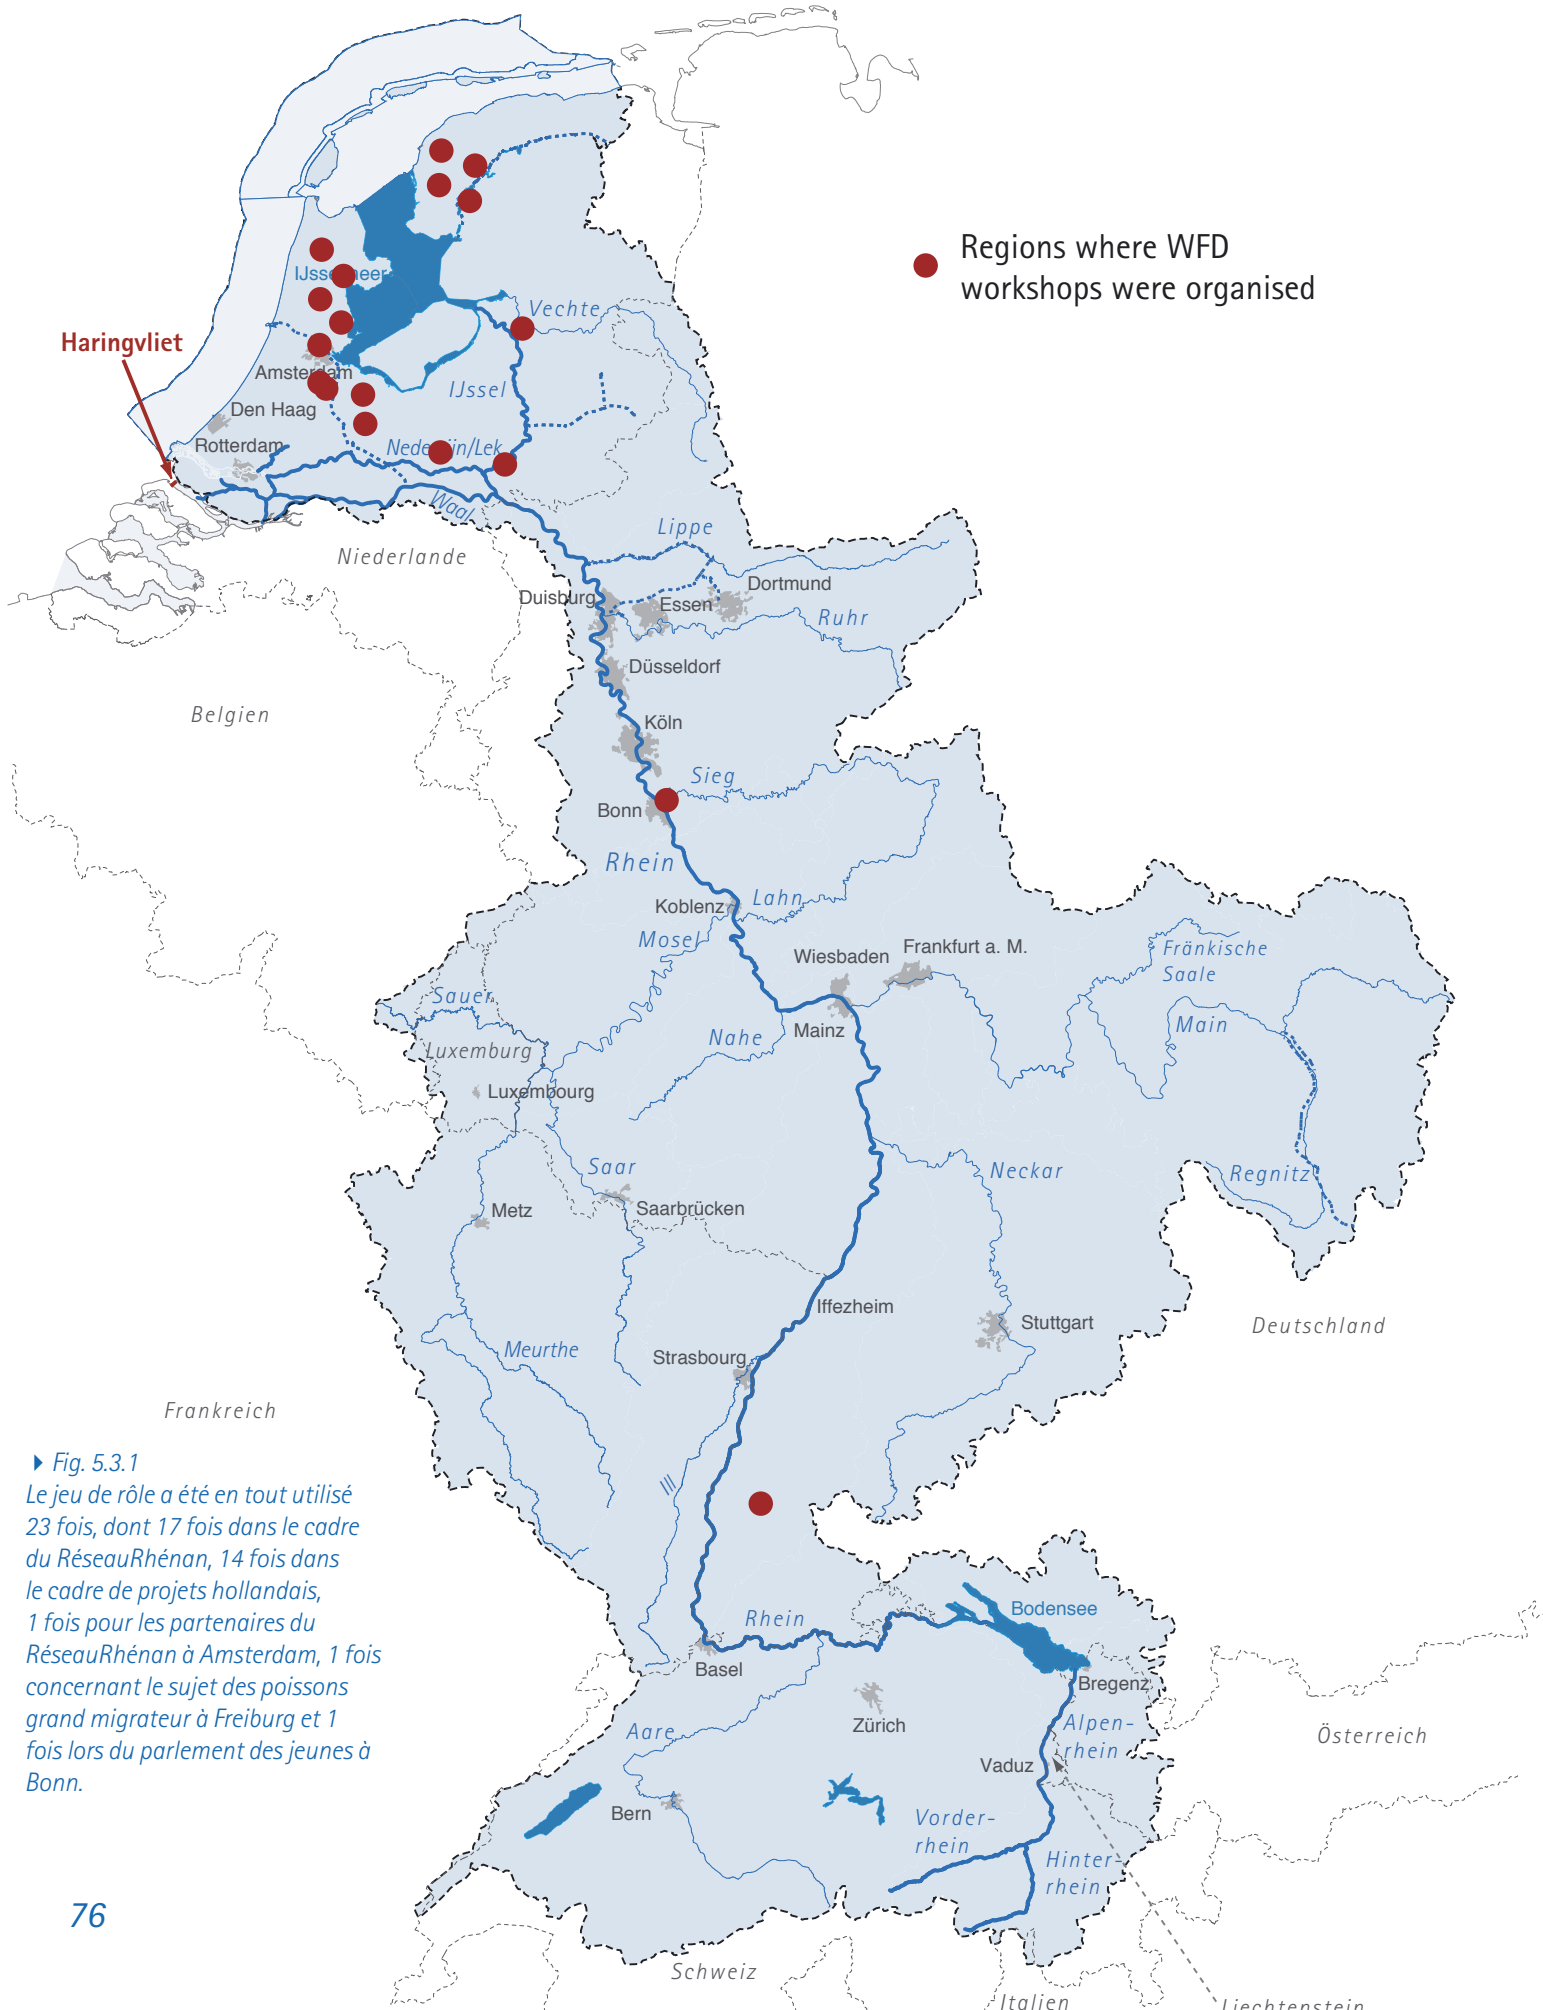 Regions where WFD
workshops were organised
Haringvliet
IJsselmeer
Vechte
Amsterdam
IJssel
Den Haag
Rotterdam
Nederrijn/Lek
Waal
Niederlande
Lippe
Dortmund
Duisburg
Essen
Ruhr
Düsseldorf
Belgien
Köln
Sieg
Bonn
Rhein
Koblenz
Lahn
Mosel
Wiesbaden
Frankfurt a. M.
Fränkische
Saale
Sauer
Main
Mainz
Nahe
Luxemburg
Luxembourg
Saar
Neckar
Regnitz
Metz
Saarbrücken
Iffezheim
Stuttgart
Deutschland
Meurthe
Strasbourg
Frankreich
Fig. 5.3.1
Le jeu de rôle a été en tout utilisé
23 fois, dont 17 fois dans le cadre
du RéseauRhénan, 14 fois dans
le cadre de projets hollandais,
1 fois pour les partenaires du
RéseauRhénan à Amsterdam, 1 fois
concernant le sujet des poissons
grand migrateur à Freiburg et 1
fois lors du parlement des jeunes à
Bonn.
Rhein
Bodensee
Basel
Bregenz
Zürich
Aare
Alpen-
rhein
Österreich
Vaduz
Bern
Vorder-
rhein
Hinter-
rhein
76
Schweiz
Italien
Liechtenstein